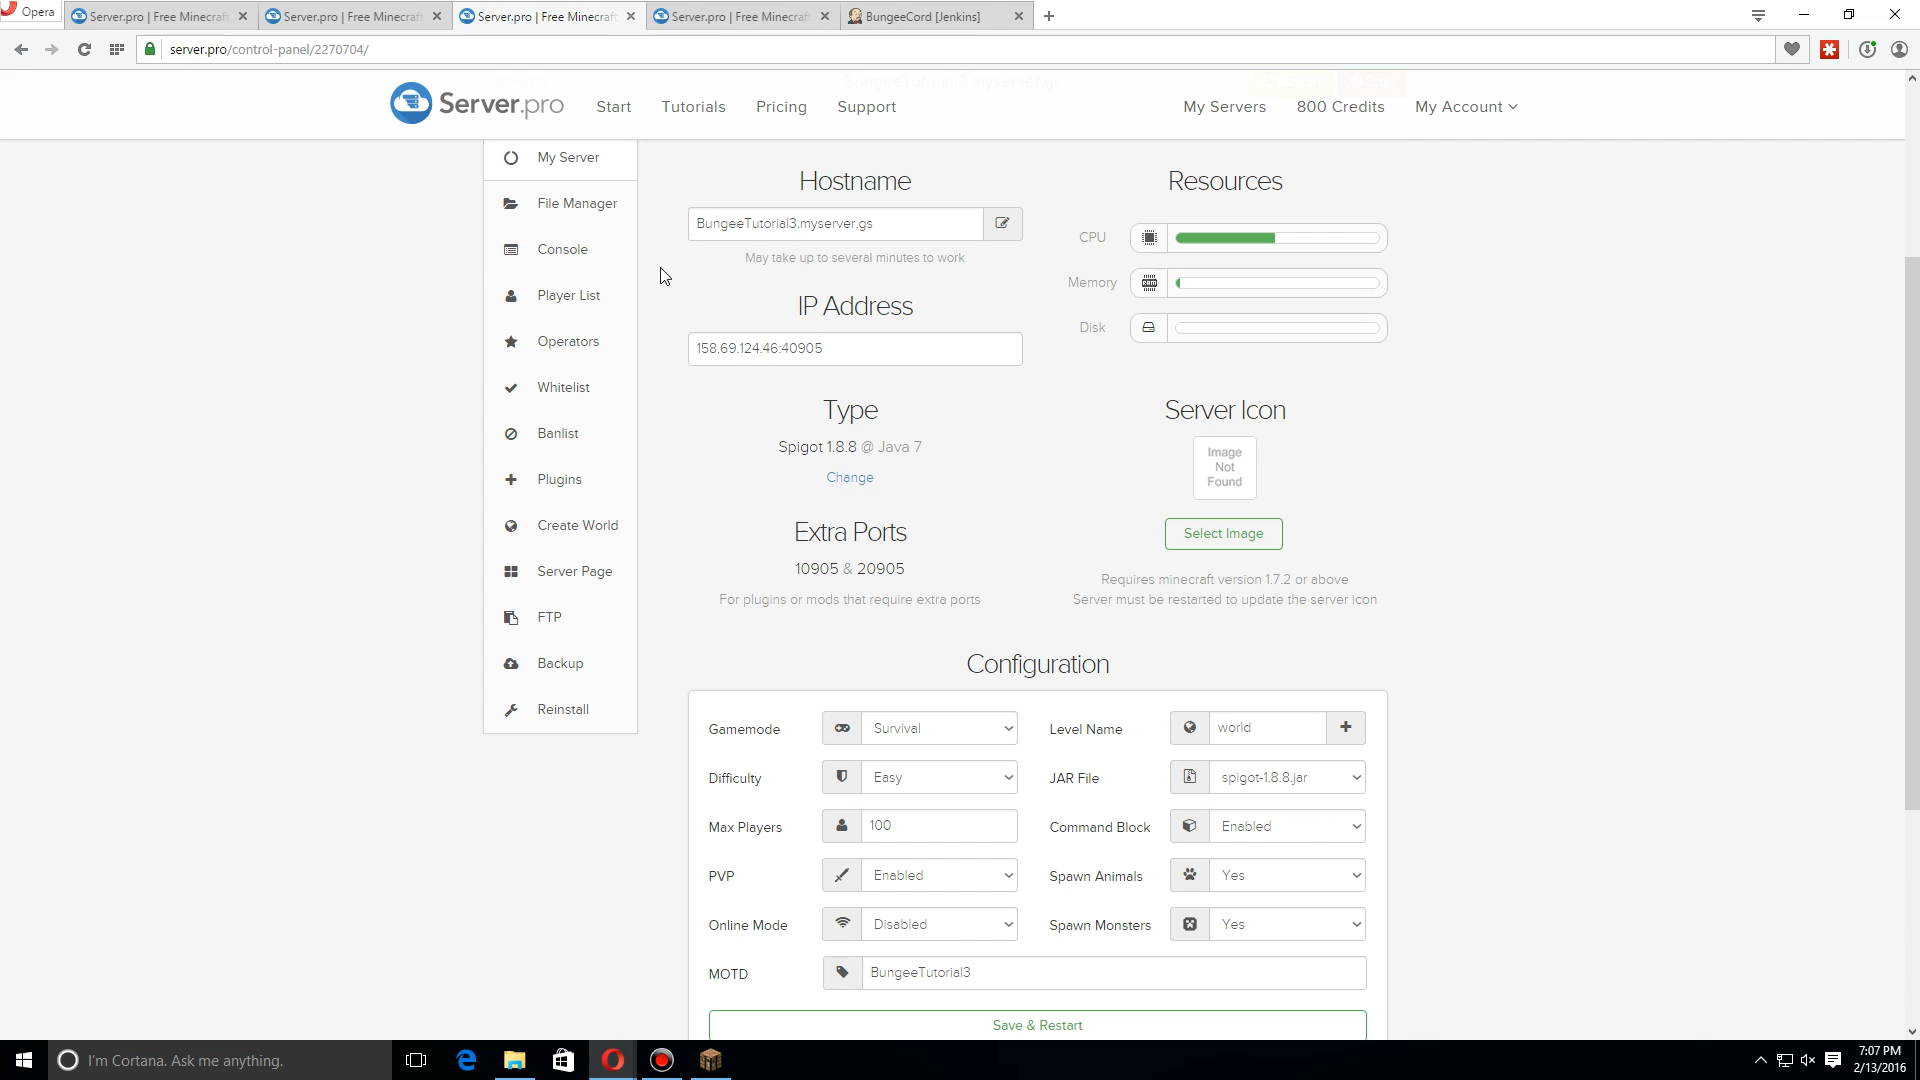 Opera
Server.pro | Free Minecraft
Server.pro | Free Minecraft
Server.pro | Free Minecraft
Server.pro | Free Minecraft
BungeeCord [Jenkins]
server.pro/control-panel/2270704/
Server.pro
Start
Tutorials
Pricing
Support
My Servers
800 Credits
My Account
My Server
File Manager
Console
Player List
Operators
Whitelist
Banlist
Plugins
Create World
Server Page
FTP
Backup
Reinstall
Hostname
BungeeTutorial3.myserver.gs
May take up to several minutes to work
IP Address
158.69.124.46:40905
Type
Spigot 1.8.8 @ Java 7
Change
Extra Ports
10905 & 20905
For plugins or mods that require extra ports
Resources
CPU
Memory
Disk
Server Icon
Image
Not
Found
Select Image
Requires minecraft version 1.7.2 or above
Server must be restarted to update the server icon
Configuration
Gamemode
Survival
Level Name
world
Difficulty
Easy
JAR File
spigot-1.8.8.jar
Max Players
100
Command Block
Enabled
PVP
Enabled
Spawn Animals
Yes
Online Mode
Disabled
Spawn Monsters
Yes
MOTD
BungeeTutorial3
Save & Restart
I'm Cortana. Ask me anything.
7:07 PM
2/13/2016